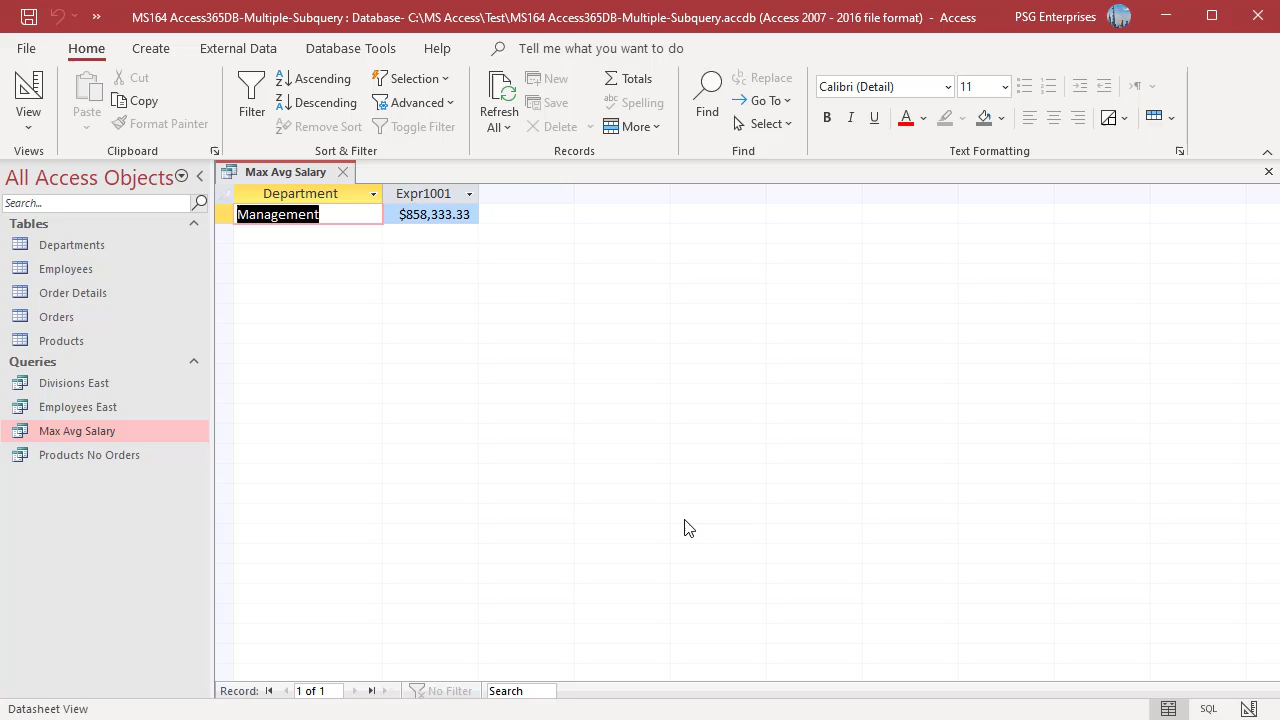 MS164 Access365DB-Multiple-Subquery : Database- C:\MS Access\Test\MS164 Access365DB-Multiple-Subquery.accdb (Access 2007 - 2016 file format) - Access
PSG Enterprises
File Home Create External Data Database Tools Help Tell me what you want to do
View
Views
Paste
Cut
Copy
Format Painter
Clipboard
Filter
Ascending
Descending
Remove Sort
Selection
Advanced
Toggle Filter
Sort & Filter
Refresh
All
New
Save
Delete
Totals
Spelling
More
Records
Find
Replace
Go To
Select
Find
Calibri (Detail) 11
B I U A
Text Formatting
All Access Objects
Search...
Tables
Departments
Employees
Order Details
Orders
Products
Queries
Divisions East
Employees East
Max Avg Salary
Products No Orders
Max Avg Salary
Department Expr1001
Management $858,333.33
Record: 1 of 1 No Filter Search
Datasheet View SQL